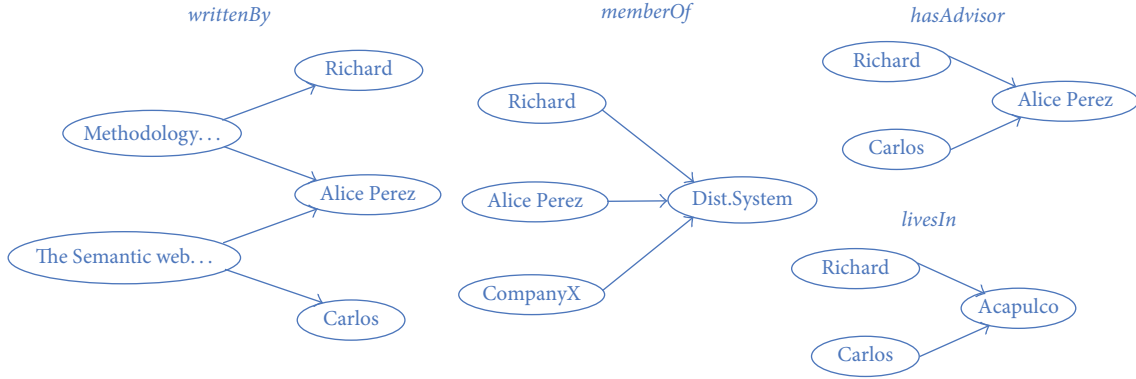 writtenBy
Richard
Methodology. . .
Alice Perez
The Semantic web. . .
Carlos
memberOf
Richard
Alice Perez
Dist.System
CompanyX
hasAdvisor
Richard
Alice Perez
Carlos
livesIn
Richard
Acapulco
Carlos